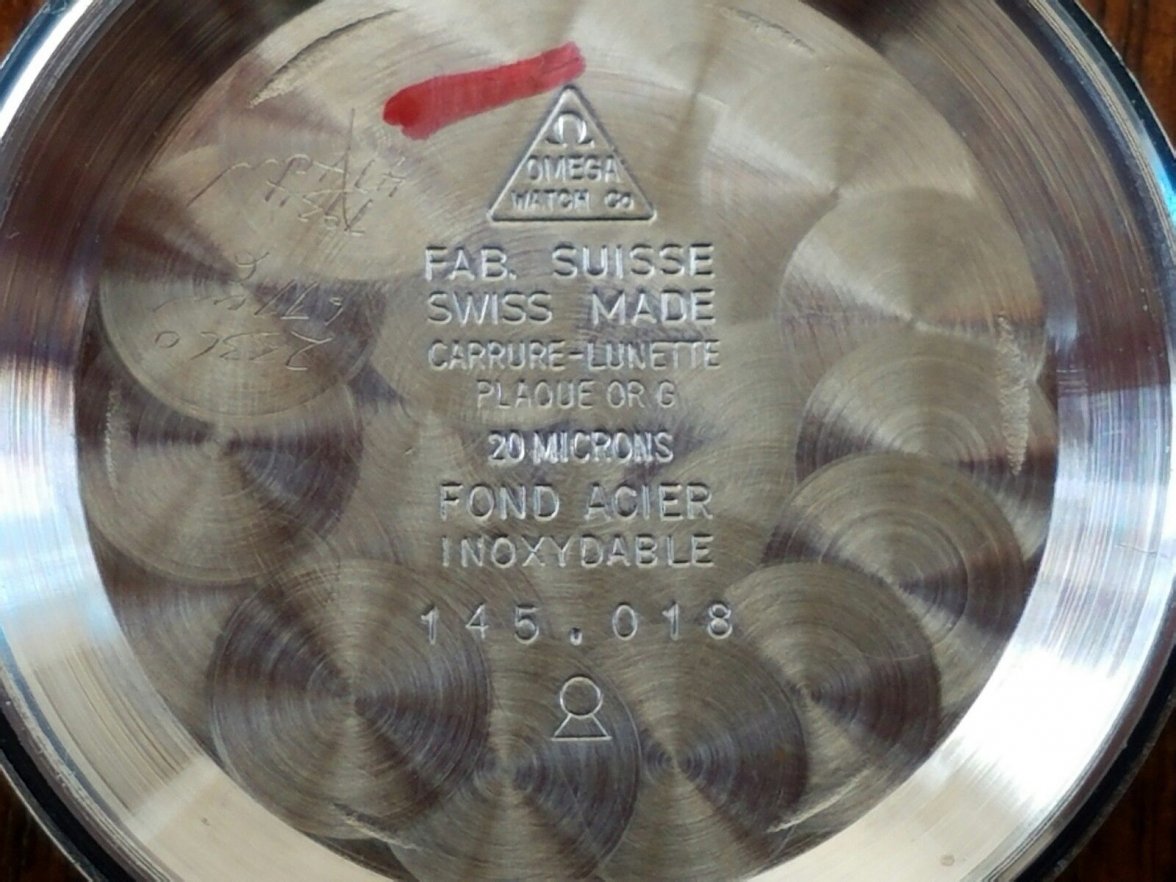 Ω
OMEGA
WATCH Co
FAB. SUISSE
SWISS MADE
CARRURE-LUNETTE
PLAQUE OR G
20 MICRONS
FOND ACIER
INOXYDABLE
145.018